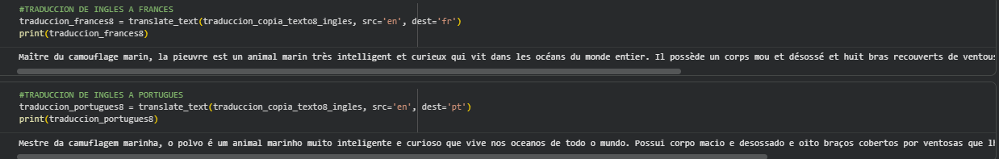 #TRADUCCION DE INGLES A FRANCES
traduccion_frances8 = translate_text(traduccion_copia_texto8_ingles, src='en', dest='fr')
print(traduccion_frances8)
Maître du camouflage marin, la pieuvre est un animal marin très intelligent et curieux qui vit dans les océans du monde entier. Il possède un corps mou et désossé et huit bras recouverts de
#TRADUCCION DE INGLES A PORTUGUES
traduccion_portugues8 = translate_text(traduccion_copia_texto8_ingles, src='en', dest='pt')
print(traduccion_portugues8)
Mestre da camuflagem marinha, o polvo é um animal marinho muito inteligente e curioso que vive nos oceanos de todo o mundo. Possui corpo macio e desossado e oito braços cobertos por ventosas que